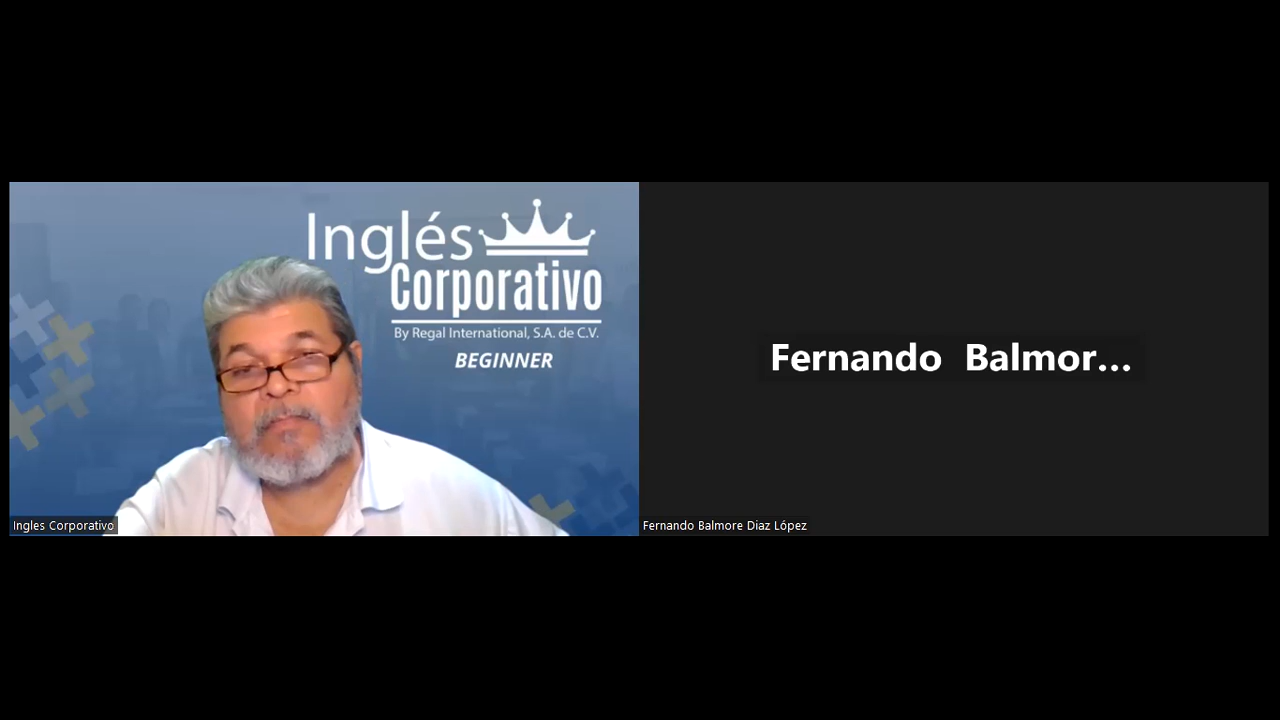 Inglés
Corporativo
By Regal International, S.A. de C.V.
BEGINNER
Ingles Corporativo
Fernando Balmor...
Fernando Balmore Diaz López